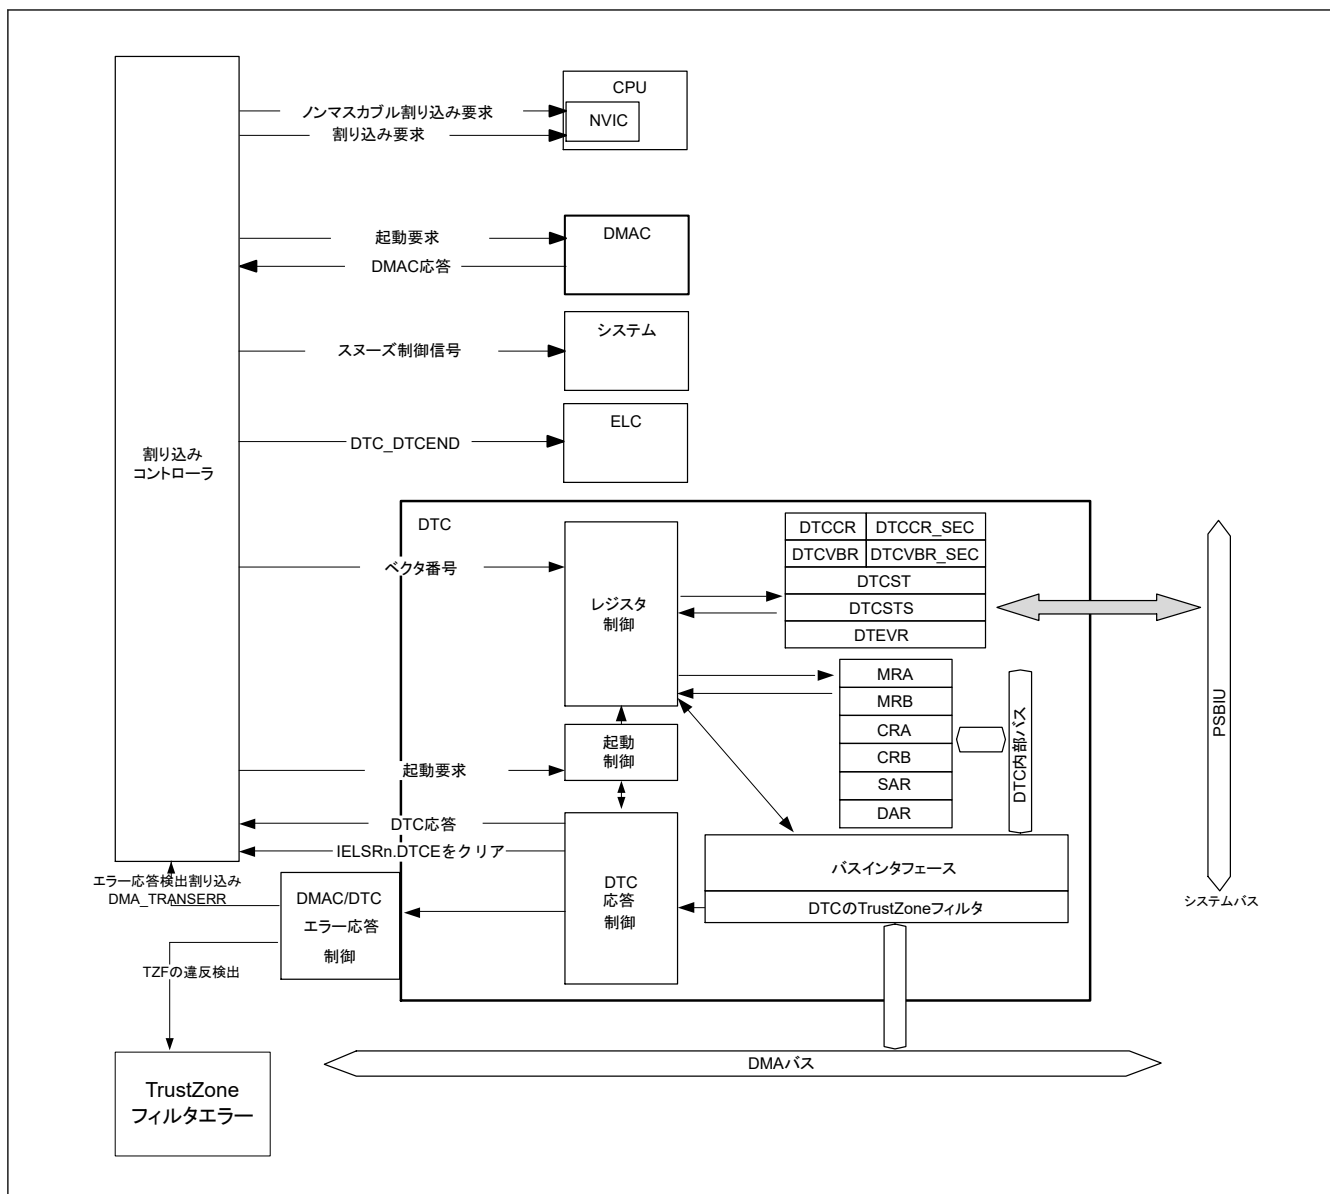 CPU
NVIC
ノンマスカブル割り込み要求
割り込み要求
DMAC
起動要求
DMAC応答
システム
スヌーズ制御信号
ELC
DTC_DTCEND
割り込み
コントローラ
DTC
ベクタ番号
レジスタ
制御
DTCCR
DTCCR_SEC
DTCVBR
DTCVBR_SEC
DTCST
DTCSTS
DTEVR
MRA
MRB
CRA
CRB
SAR
DAR
DTC内部バス
PSBIU
システムバス
起動
制御
起動要求
DTC応答
IELSRn.DTCEをクリア
DTC
応答
制御
バスインタフェース
DTCのTrustZoneフィルタ
エラー応答検出割り込み
DMA_TRANSERR
DMAC/DTC
エラー応答
制御
TZFの違反検出
TrustZone
フィルタエラー
DMAバス